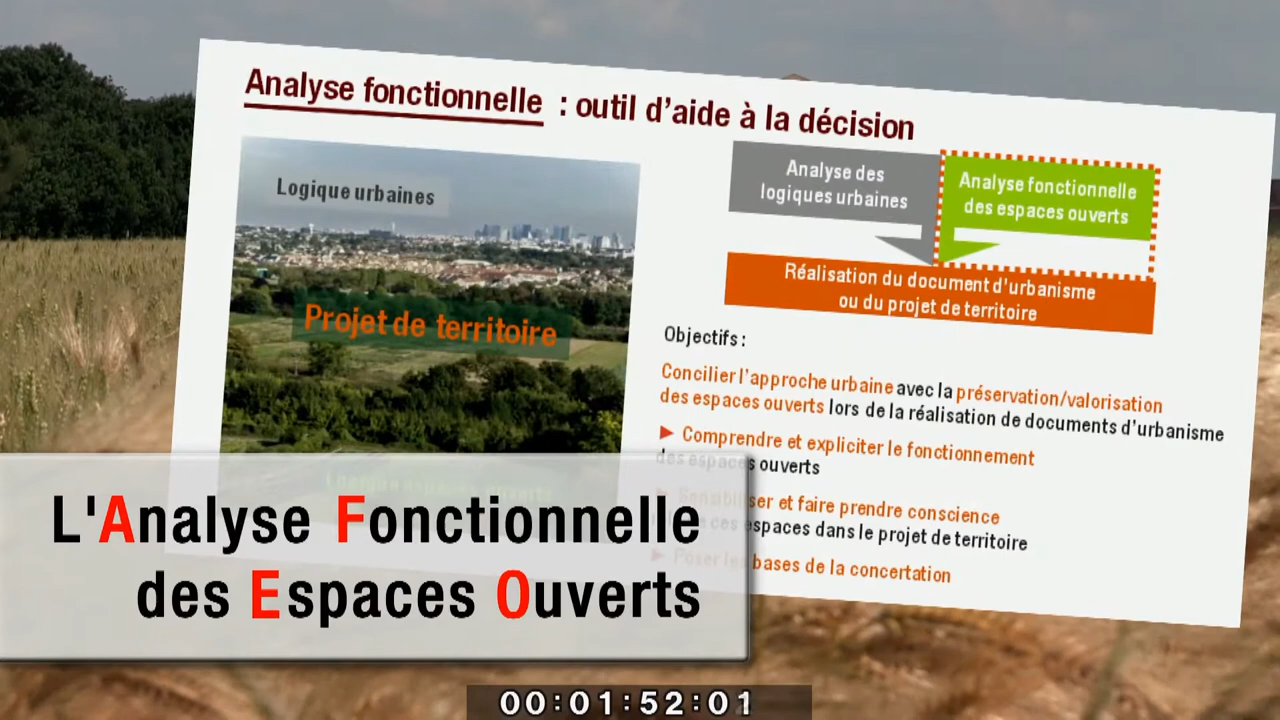 Analyse fonctionnelle : outil d'aide à la décision
Logique urbaines
Projet de territoire
Analyse des
logiques urbaines
Analyse fonctionnelle
des espaces ouverts
Réalisation du document d'urbanisme
ou du projet de territoire
Objectifs :
Concilier l'approche urbaine avec la préservation/valorisation
des espaces ouverts lors de la réalisation de documents d'urbanisme
► Comprendre et expliciter le fonctionnement
des espaces ouverts
► Sensibiliser et faire prendre conscience
ces espaces dans le projet de territoire
► Poser les bases de la concertation
L'Analyse Fonctionnelle
des Espaces Ouverts
00:01:52:01